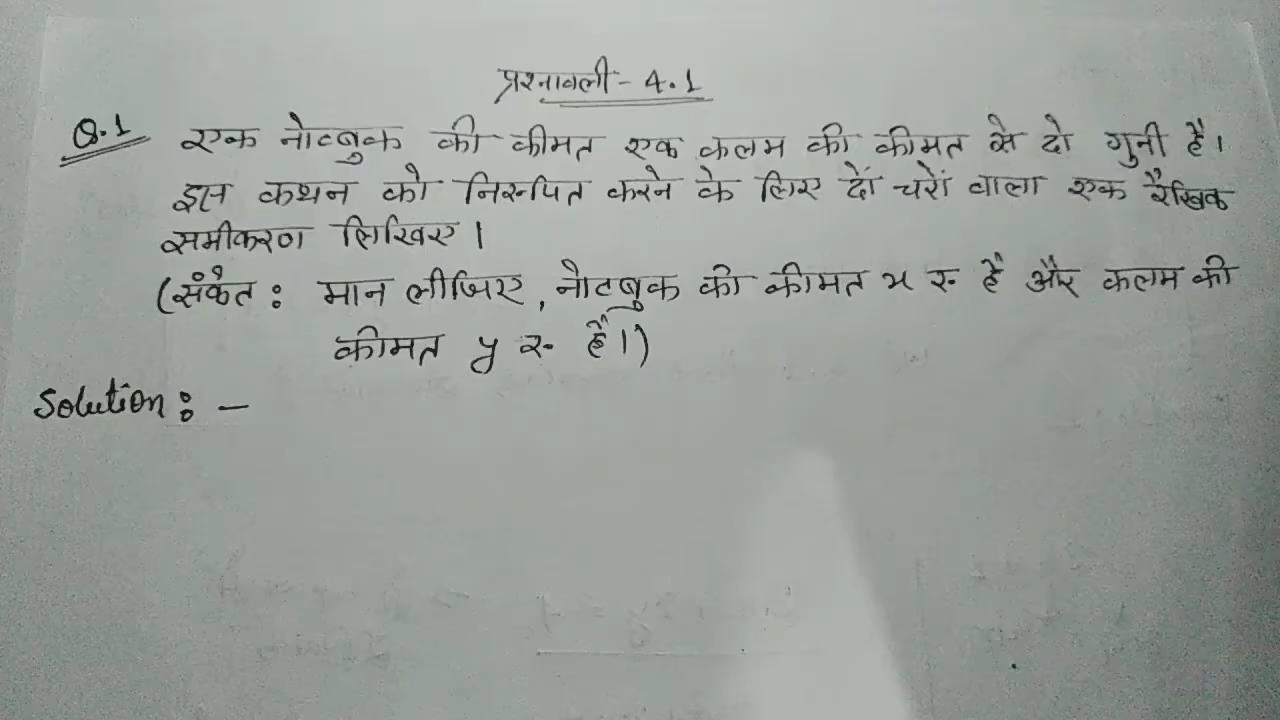 प्रश्नावली - 4.1
Q.1 एक नोटबुक की कीमत एक कलम की कीमत से दो गुनी है।
इस कथन को निरूपित करने के लिए दों चरों वाला एक रैखिक
समीकरण लिखिए।
(संकेत : मान लीजिए, नोटबुक की कीमत x रु. है और कलम की
कीमत y रु. है।)
Solution : -